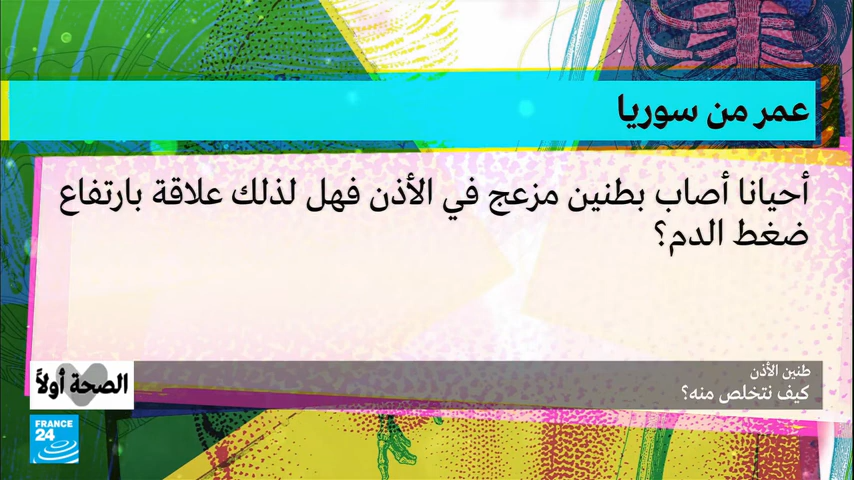 عمر من سوريا
أحيانا أصاب بطنين مزعج في الأذن فهل لذلك علاقة بارتفاع
ضغط الدم؟
طنين الأذن
كيف نتخلص منه؟
الصحة أولاً
FRANCE
24